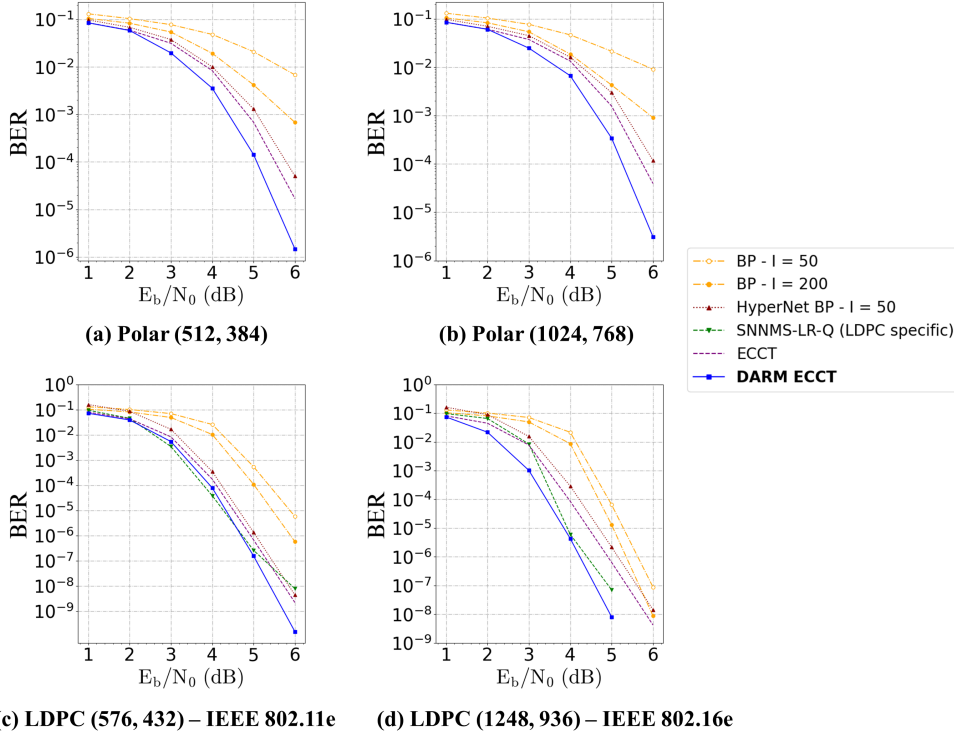 10⁻¹
10⁻²
10⁻³
10⁻⁴
10⁻⁵
10⁻⁶
BER
1 2 3 4 5 6
E_b/N_0 (dB)
(a) Polar (512, 384)
10⁻¹
10⁻²
10⁻³
10⁻⁴
10⁻⁵
10⁻⁶
BER
1 2 3 4 5 6
E_b/N_0 (dB)
(b) Polar (1024, 768)
BP - I = 50
BP - I = 200
HyperNet BP - I = 50
SNNMS-LR-Q (LDPC specific)
ECCT
DARM ECCT
10⁰
10⁻¹
10⁻²
10⁻³
10⁻⁴
10⁻⁵
10⁻⁶
10⁻⁷
10⁻⁸
10⁻⁹
BER
1 2 3 4 5 6
E_b/N_0 (dB)
c) LDPC (576, 432) – IEEE 802.11e
10⁰
10⁻¹
10⁻²
10⁻³
10⁻⁴
10⁻⁵
10⁻⁶
10⁻⁷
10⁻⁸
10⁻⁹
BER
1 2 3 4 5 6
E_b/N_0 (dB)
(d) LDPC (1248, 936) – IEEE 802.16e